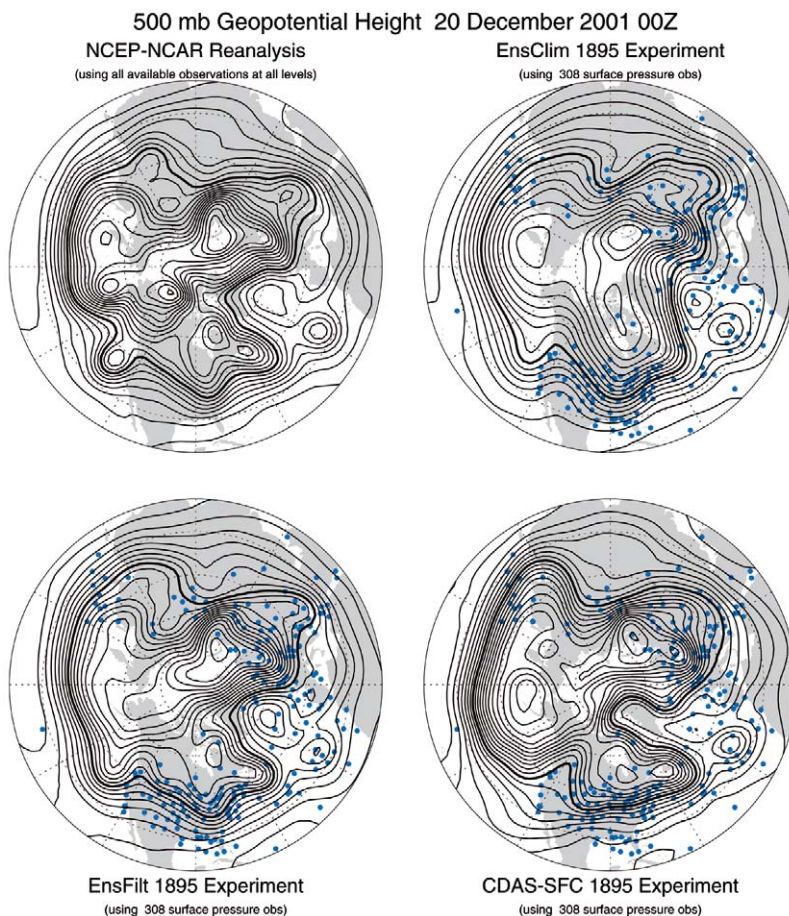 500 mb Geopotential Height 20 December 2001 00Z
NCEP-NCAR Reanalysis
(using all available observations at all levels)
EnsClim 1895 Experiment
(using 308 surface pressure obs)
EnsFilt 1895 Experiment
(using 308 surface pressure obs)
CDAS-SFC 1895 Experiment
(using 308 surface pressure obs)